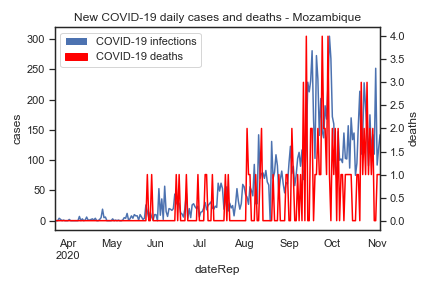 New COVID-19 daily cases and deaths - Mozambique
COVID-19 infections
COVID-19 deaths
300
250
200
150
100
50
0
cases
4.0
3.5
3.0
2.5
2.0
1.5
1.0
0.5
0.0
deaths
Apr May Jun Jul Aug Sep Oct Nov
2020
dateRep